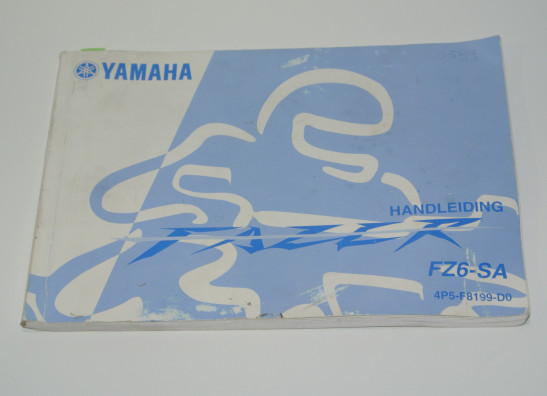 YAMAHA
HANDLEIDING
FAZER
FZ6-SA
4P5-F8199-D0